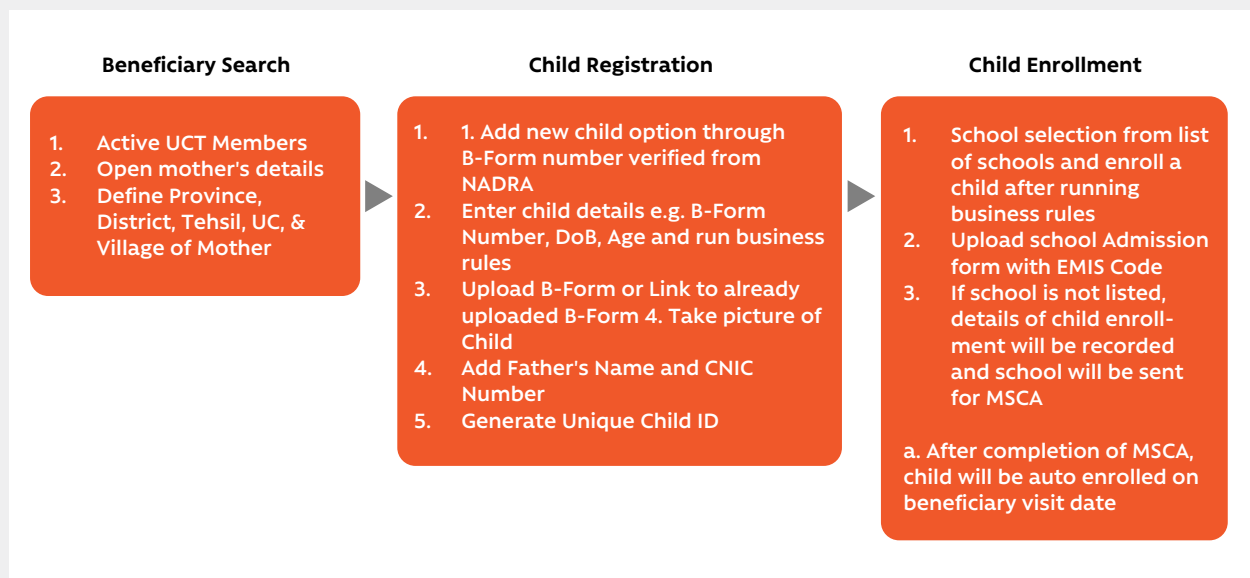 Beneficiary Search
1. Active UCT Members
2. Open mother's details
3. Define Province,
District, Tehsil, UC, &
Village of Mother
Child Registration
1. 1. Add new child option through
B-Form number verified from
NADRA
2. Enter child details e.g. B-Form
Number, DoB, Age and run business
rules
3. Upload B-Form or Link to already
uploaded B-Form 4. Take picture of
Child
4. Add Father's Name and CNIC
Number
5. Generate Unique Child ID
Child Enrollment
1. School selection from list
of schools and enroll a
child after running
business rules
2. Upload school Admission
form with EMIS Code
3. If school is not listed,
details of child enroll-
ment will be recorded
and school will be sent
for MSCA
a. After completion of MSCA,
child will be auto enrolled on
beneficiary visit date